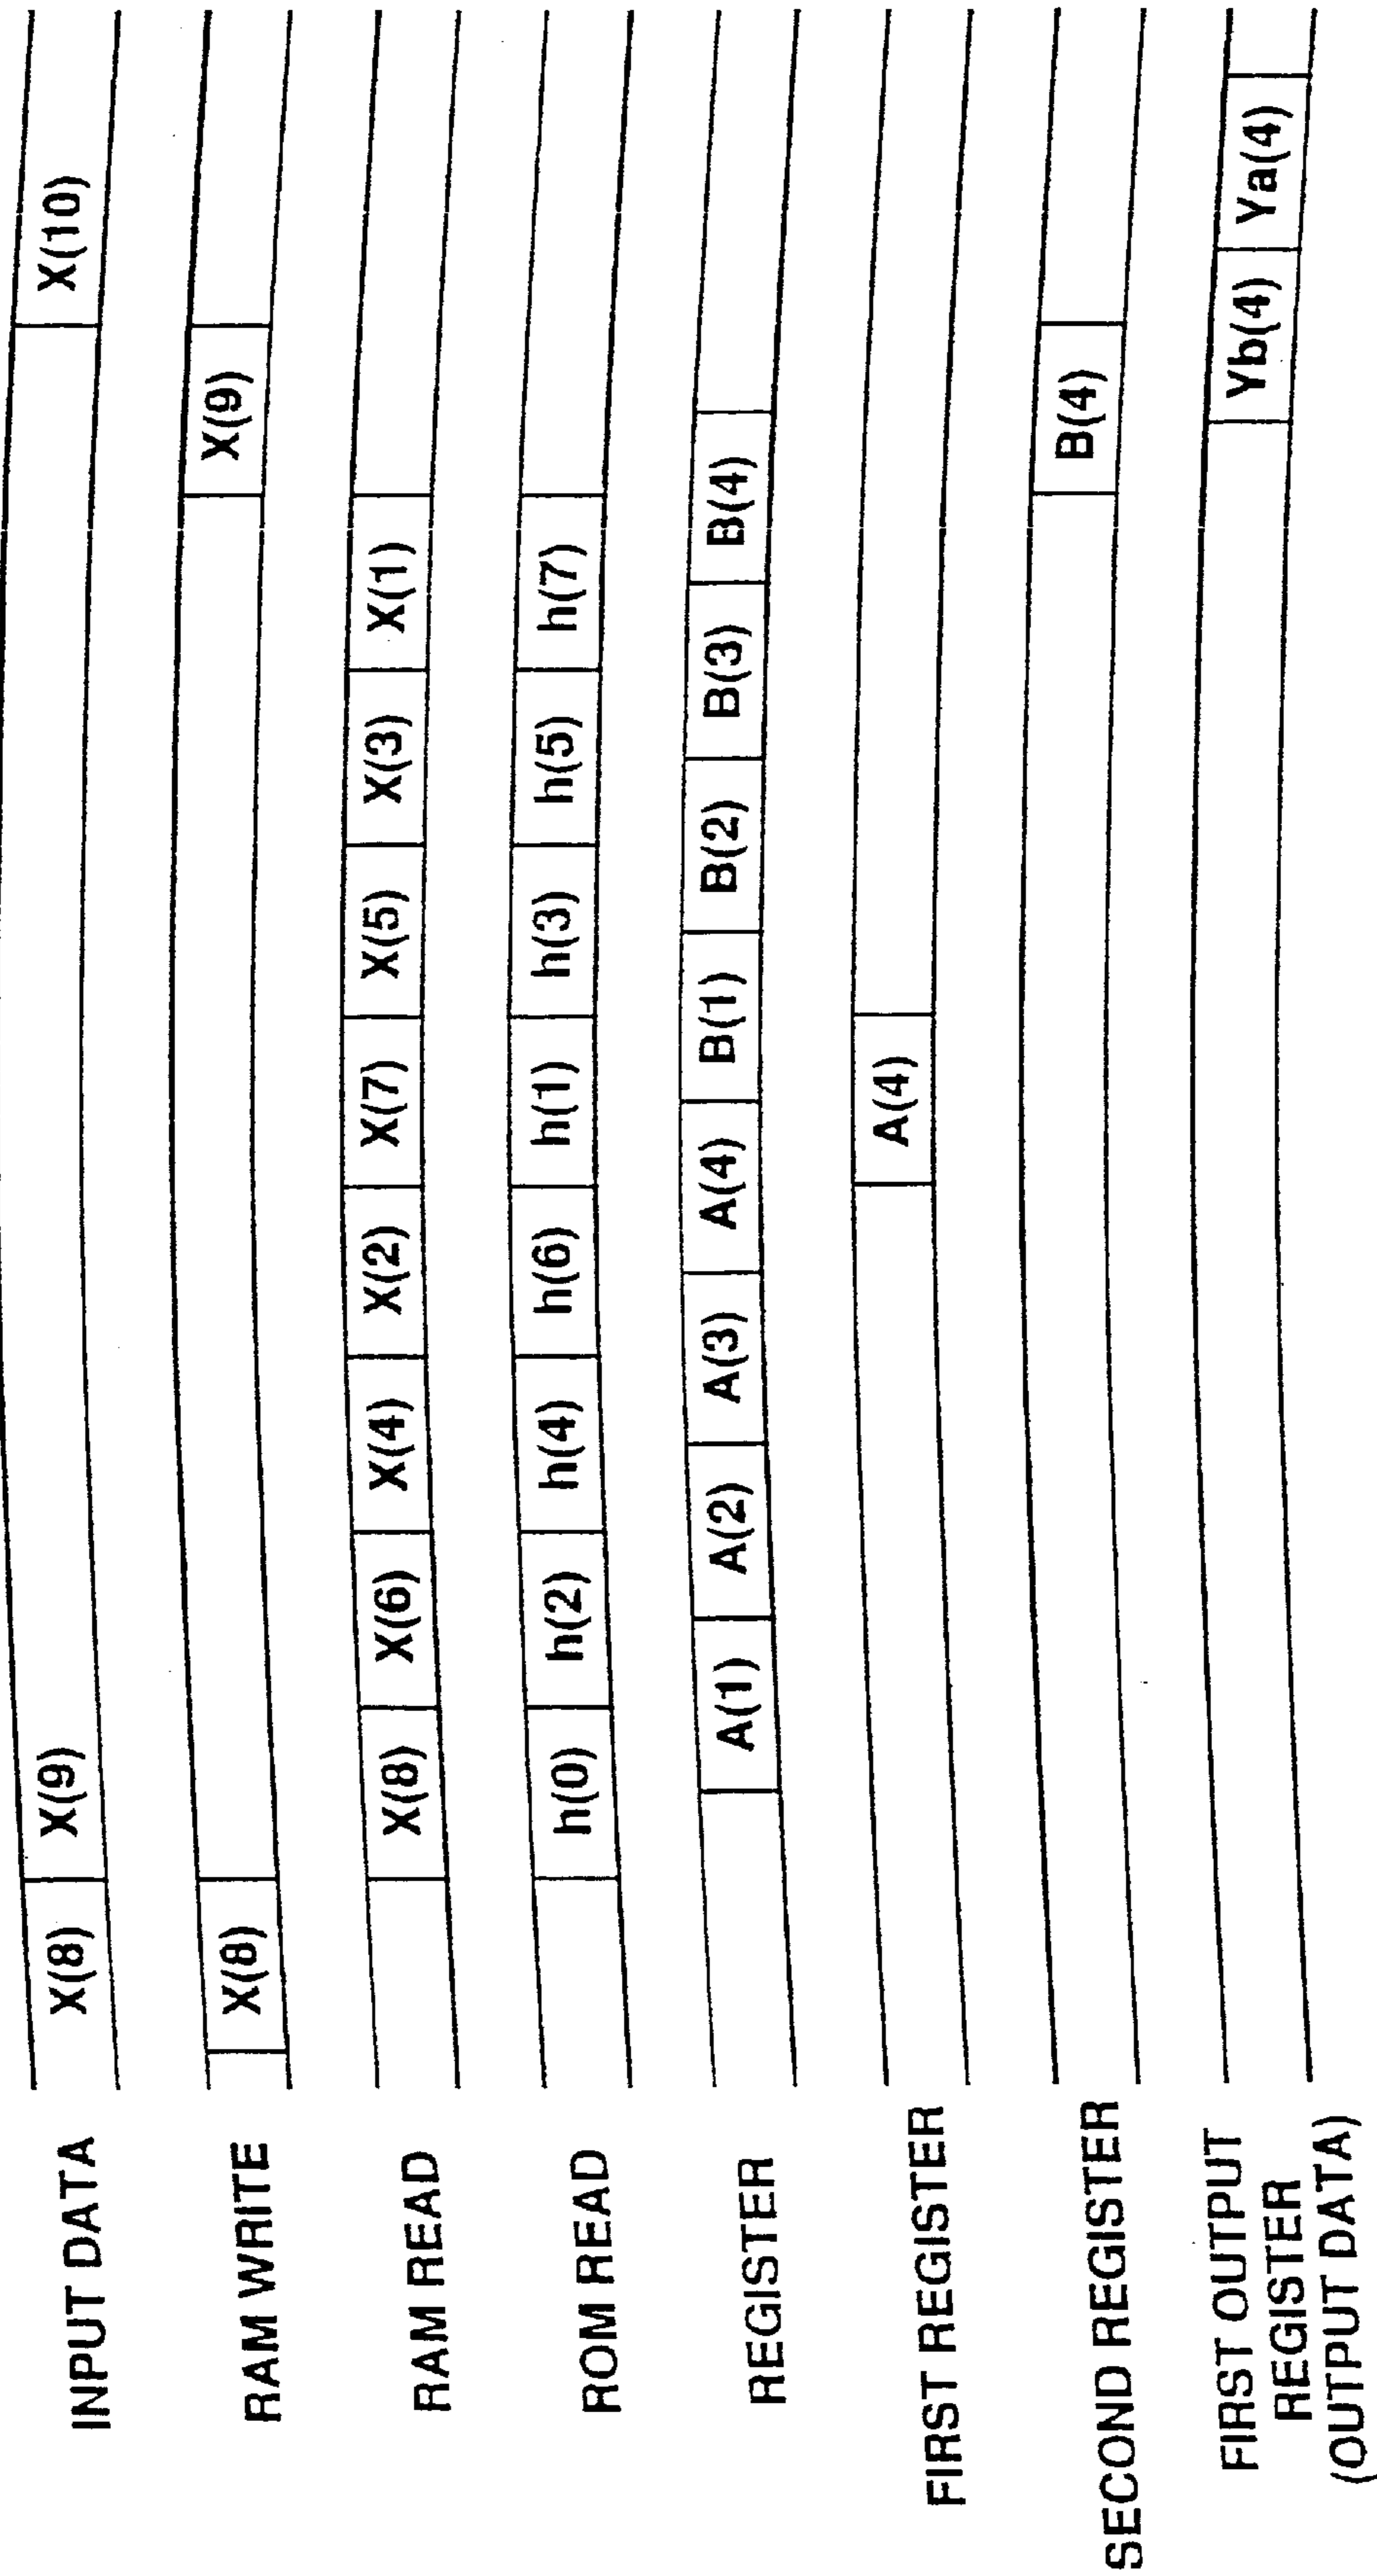 INPUT DATA X(8) X(9) X(10)
RAM WRITE X(8) X(9)
RAM READ X(8) X(6) X(4) X(2) X(7) X(5) X(3) X(1)
ROM READ h(0) h(2) h(4) h(6) h(1) h(3) h(5) h(7)
REGISTER A(1) A(2) A(3) A(4) B(1) B(2) B(3) B(4)
FIRST REGISTER A(4)
SECOND REGISTER B(4)
FIRST OUTPUT
REGISTER
(OUTPUT DATA)
Yb(4) Ya(4)